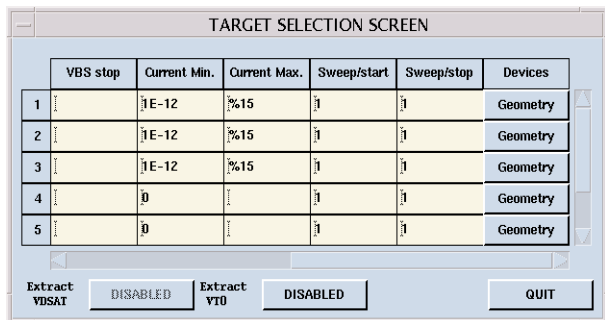 TARGET SELECTION SCREEN
VBS stop Current Min. Current Max. Sweep/start Sweep/stop Devices
1 1E-12 %15 1 1 Geometry
2 1E-12 %15 1 1 Geometry
3 1E-12 %15 1 1 Geometry
4 0 1 1 Geometry
5 0 1 1 Geometry
Extract VDSAT DISABLED Extract VT0 DISABLED QUIT